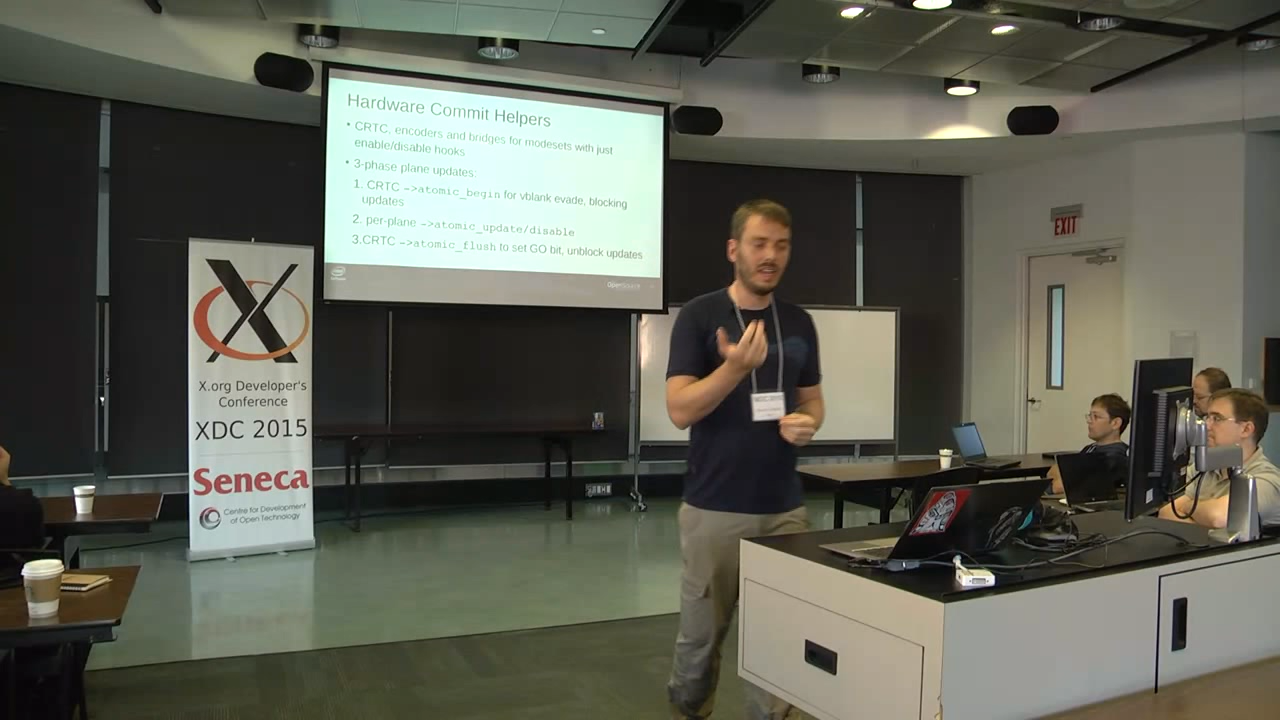 Hardware Commit Helpers
• CRTC, encoders and bridges for modesets with just
enable/disable hooks
• 3-phase plane updates:
1. CRTC ->atomic_begin for vblank evade, blocking
updates
2. per-plane ->atomic_update/disable
3.CRTC ->atomic_flush to set GO bit, unblock updates
intel
EXIT
X
X.org Developer's
Conference
XDC 2015
Seneca
Centre for Development
of Open Technology